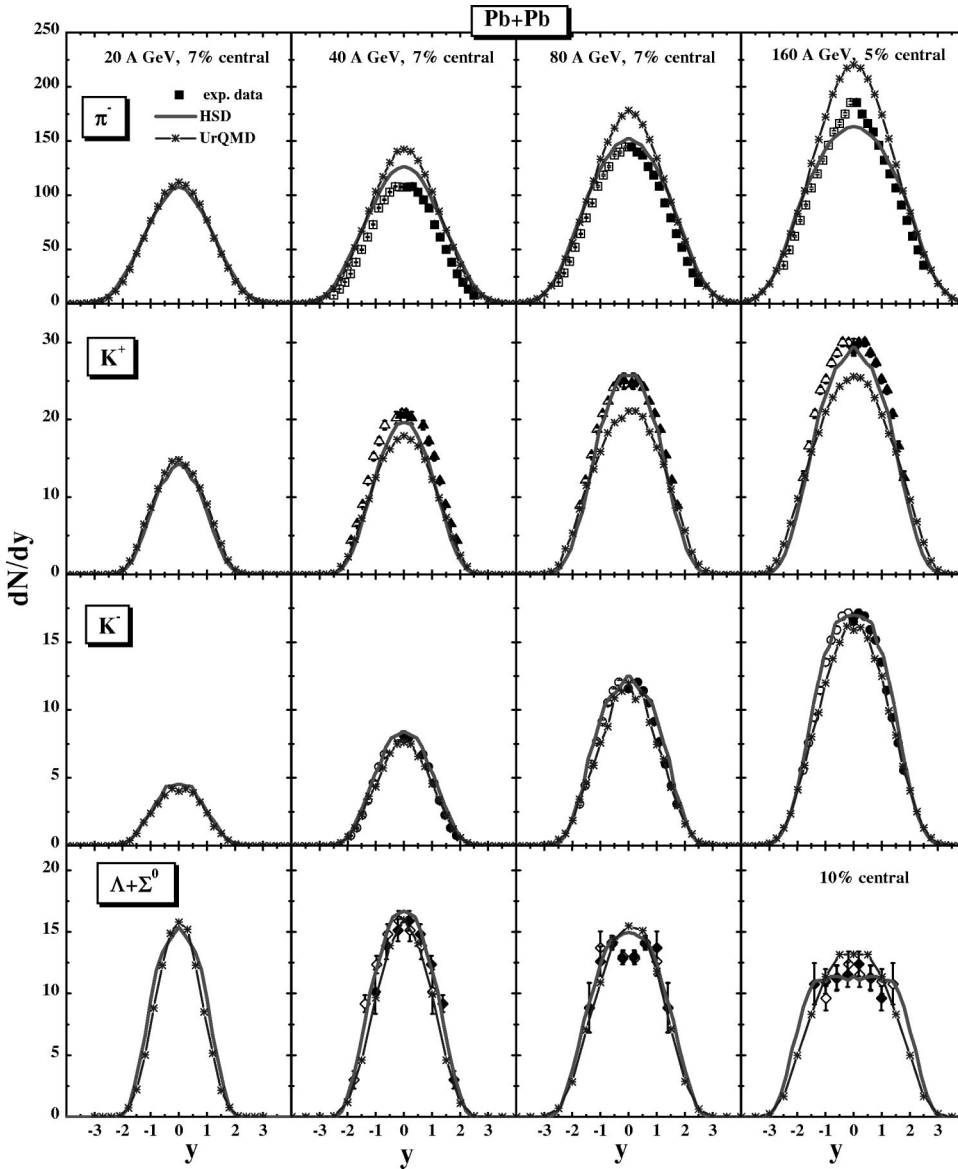 Pb+Pb
20 A GeV, 7% central
40 A GeV, 7% central
80 A GeV, 7% central
160 A GeV, 5% central
π⁻
exp. data
HSD
UrQMD
250
200
150
100
50
0
K⁺
30
20
10
0
dN/dy
K⁻
15
10
5
0
Λ+Σ⁰
10% central
20
15
10
5
0
-3 -2 -1 0 1 2 3
-3 -2 -1 0 1 2 3
-3 -2 -1 0 1 2 3
-3 -2 -1 0 1 2 3
y
y
y
y